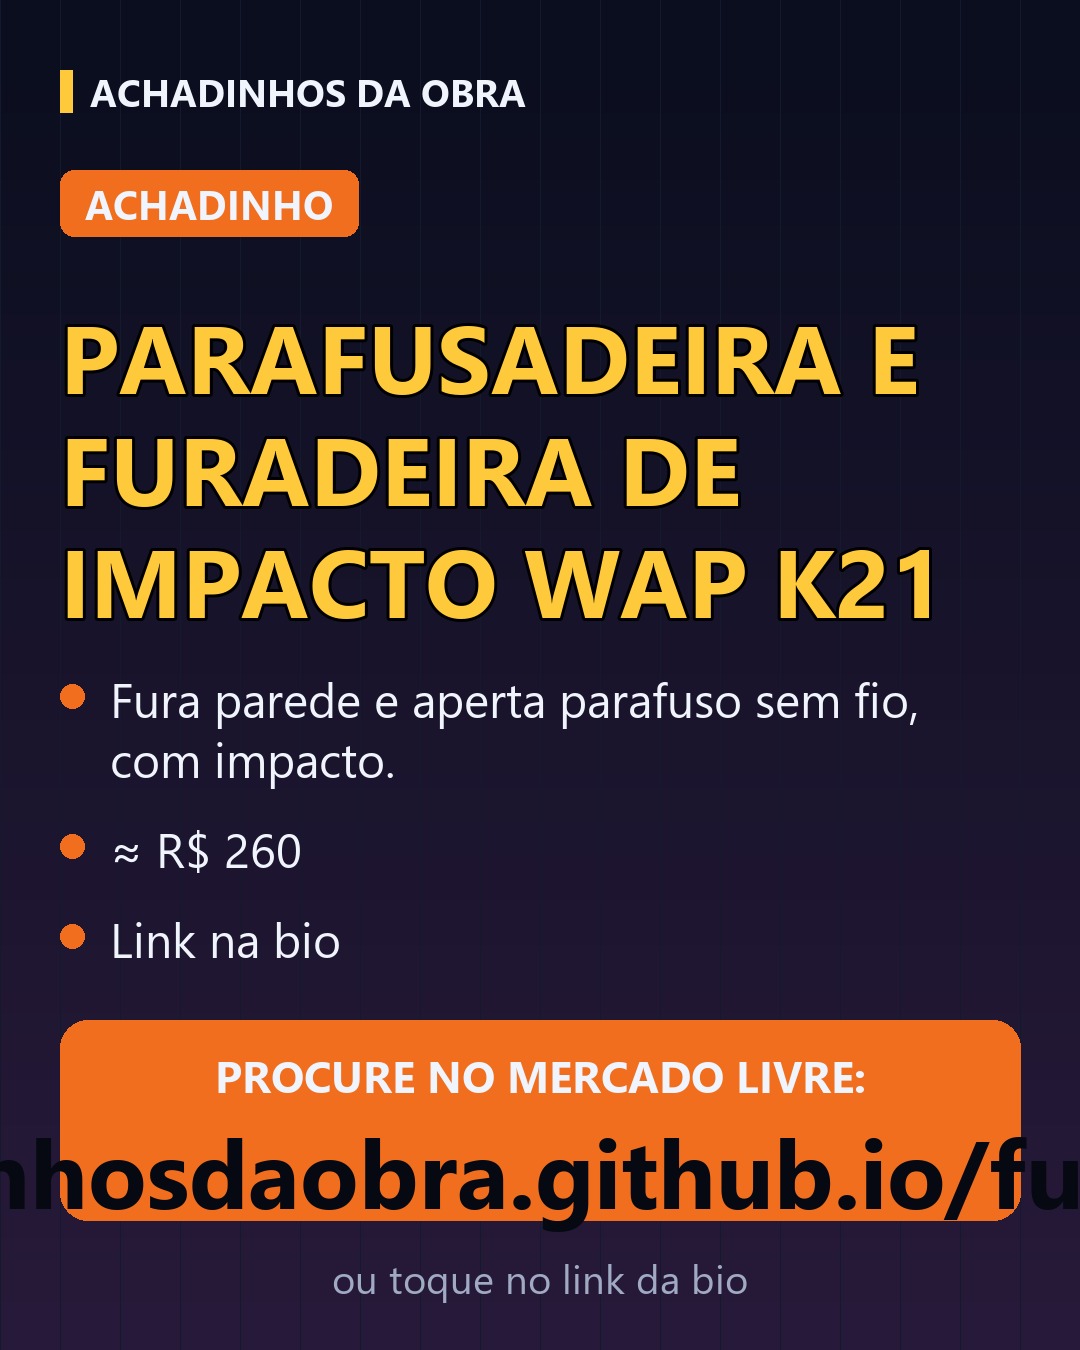 ACHADINHOS DA OBRA
ACHADINHO
PARAFUSADEIRA E
FURADEIRA DE
IMPACTO WAP K21
Fura parede e aperta parafuso sem fio,
com impacto.
≈ R$ 260
Link na bio
PROCURE NO MERCADO LIVRE:
nhosdaobra.github.io/fu
ou toque no link da bio